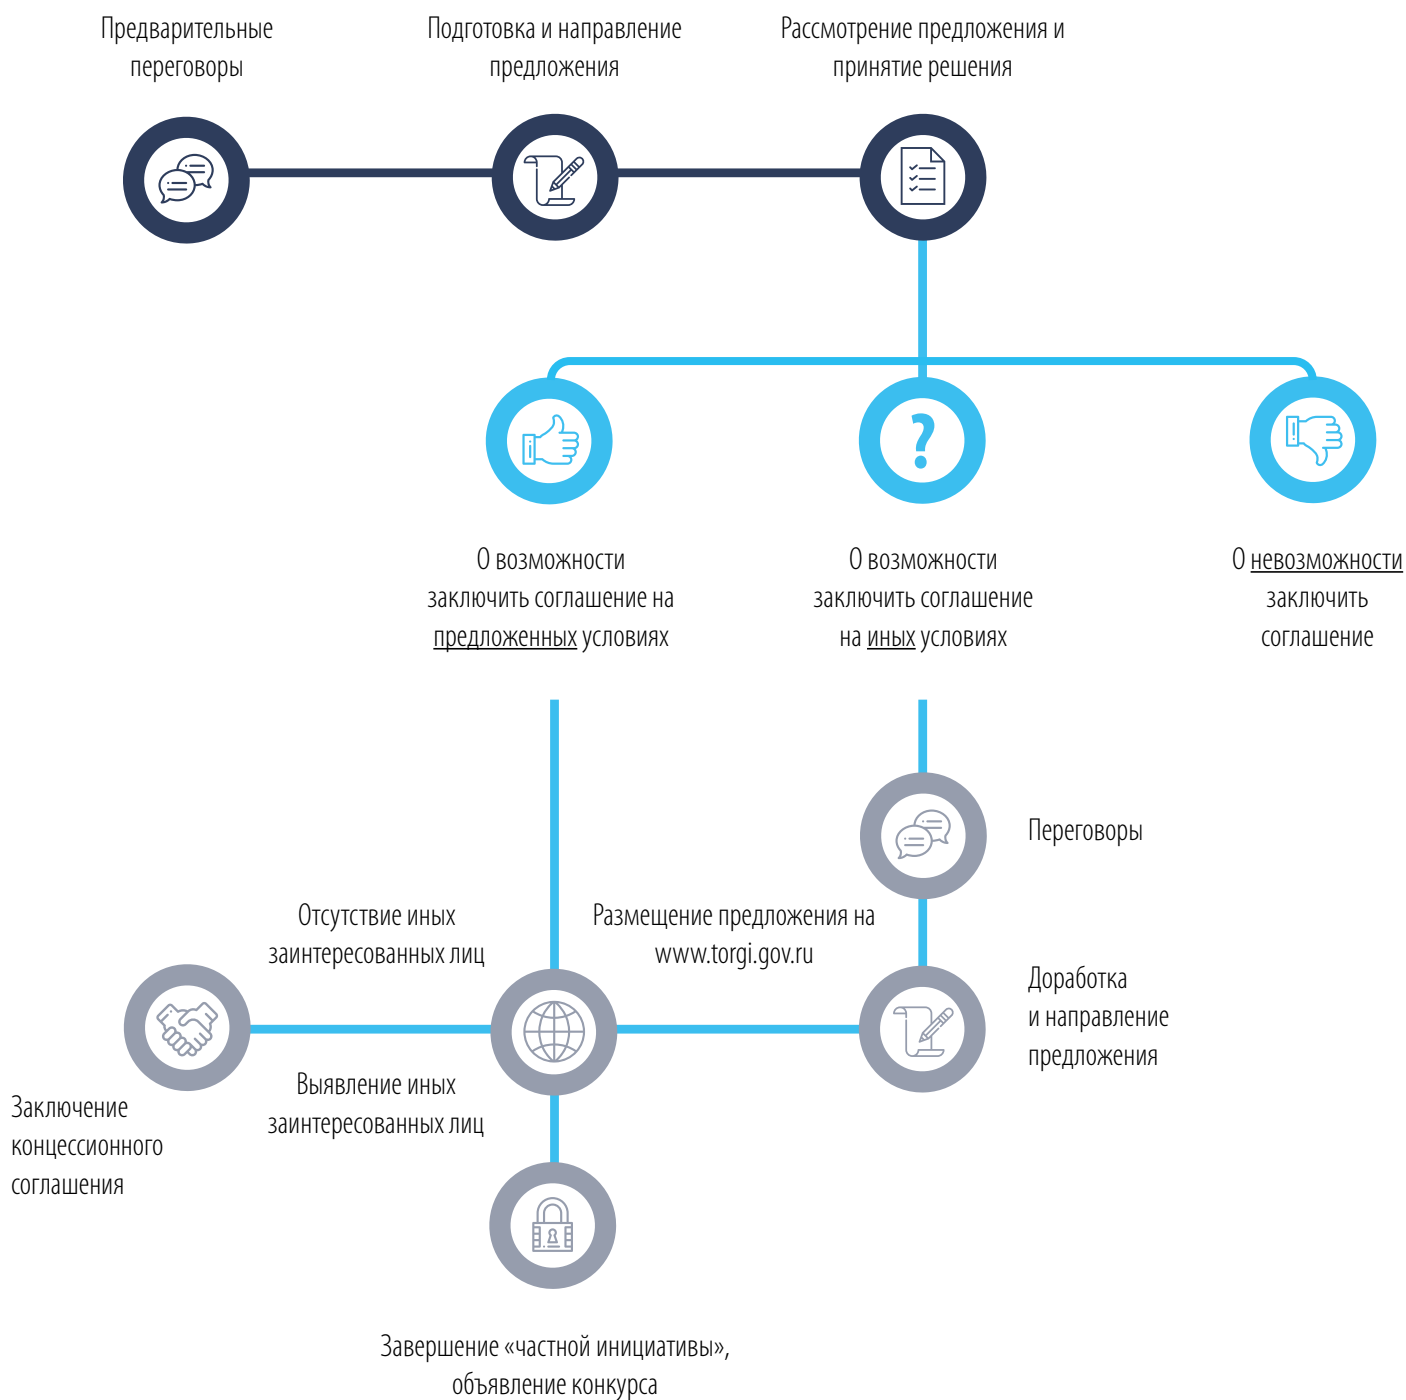 Предварительные
переговоры
Подготовка и направление
предложения
Рассмотрение предложения и
принятие решения
?
О возможности
заключить соглашение на
предложенных условиях
О возможности
заключить соглашение
на иных условиях
О невозможности
заключить
соглашение
Переговоры
Отсутствие иных
заинтересованных лиц
Размещение предложения на
www.torgi.gov.ru
Доработка
и направление
предложения
Выявление иных
заинтересованных лиц
Заключение
концессионного
соглашения
Завершение «частной инициативы»,
объявление конкурса